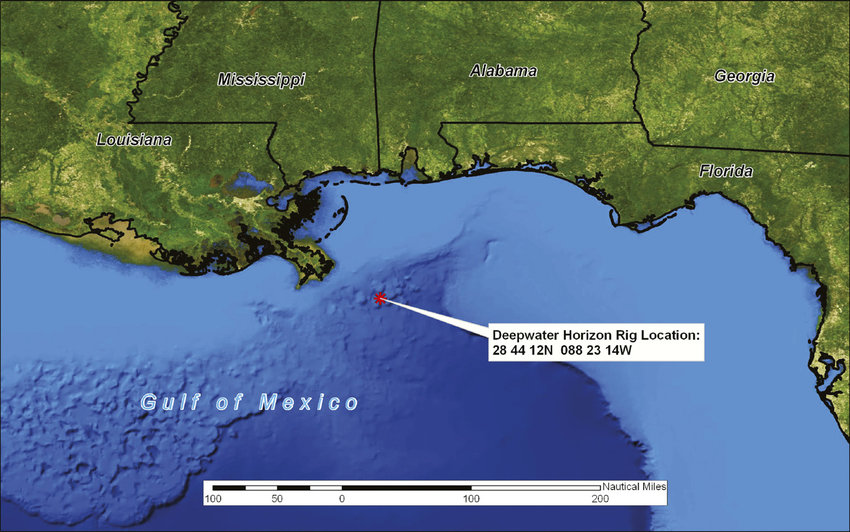 Mississippi
Alabama
Georgia
Louisiana
Florida
Deepwater Horizon Rig Location:
28 44 12N 088 23 14W
Gulf of Mexico
Nautical Miles
100 50 0 100 200